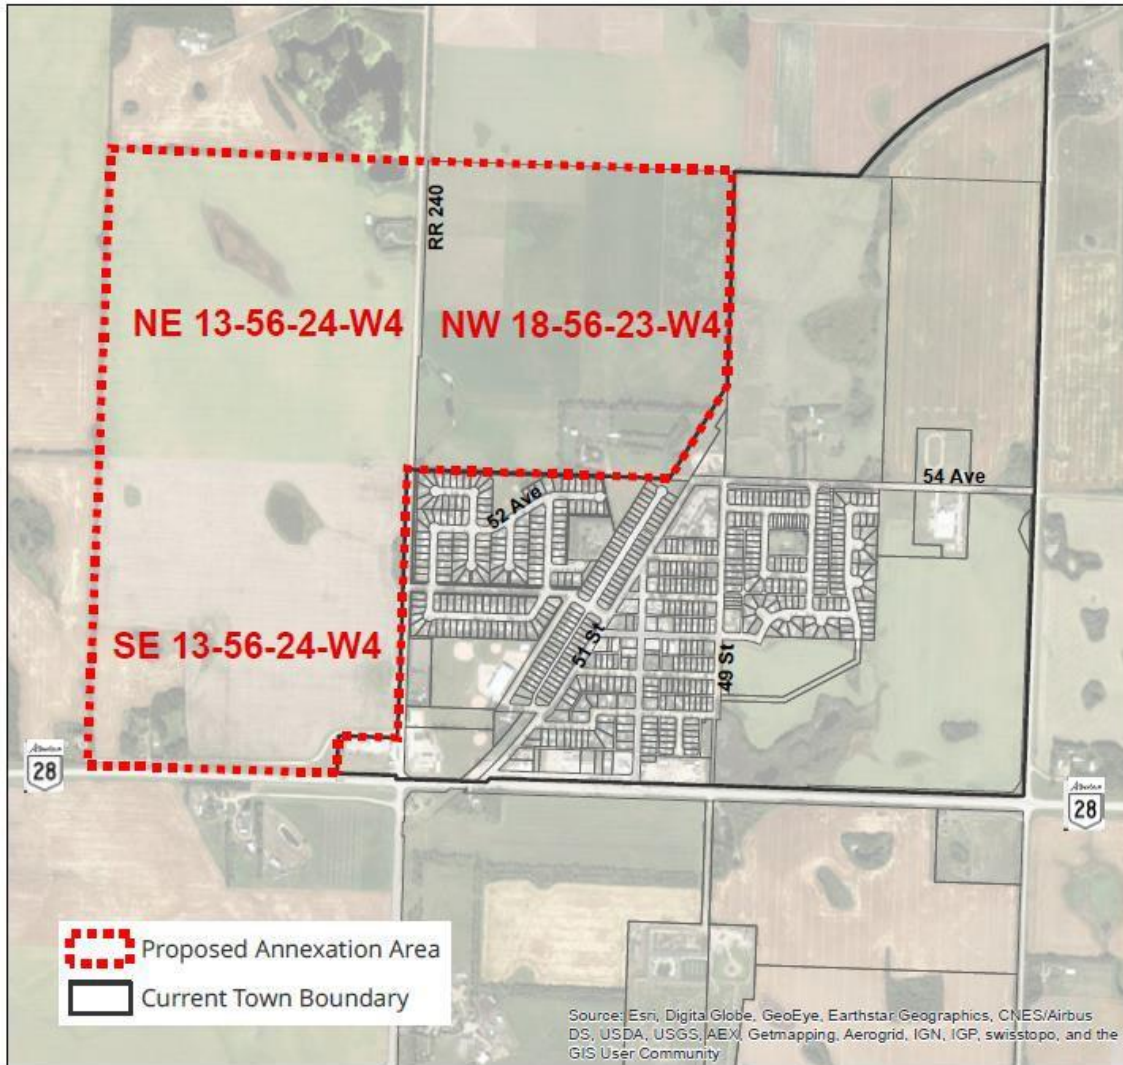 RR 240
NE 13-56-24-W4
NW 18-56-23-W4
54 Ave
52 Ave
SE 13-56-24-W4
51 St
49 St
Alberta
28
Alberta
28
Proposed Annexation Area
Current Town Boundary
Source: Esri, DigitalGlobe, GeoEye, Earthstar Geographics, CNES/Airbus
DS, USDA, USGS, AEX, Getmapping, Aerogrid, IGN, IGP, swisstopo, and the
GIS User Community